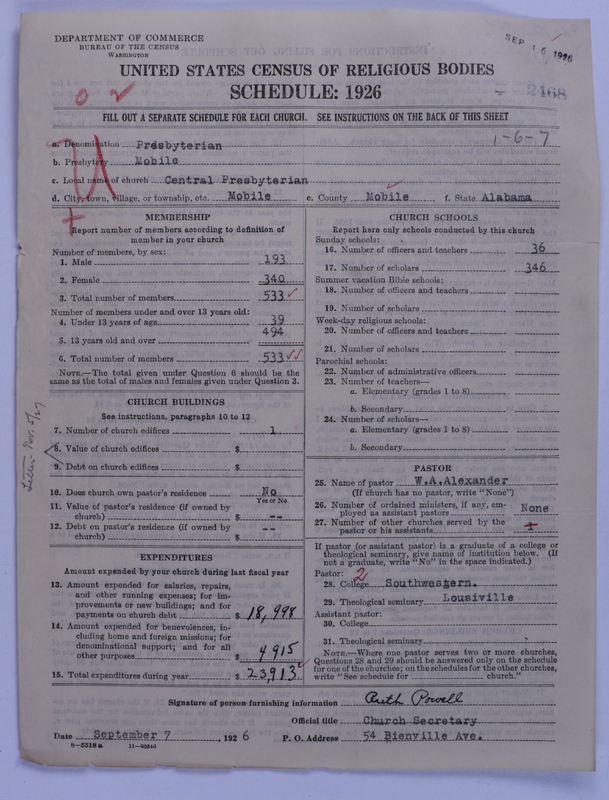 DEPARTMENT OF COMMERCE
BUREAU OF THE CENSUS
WASHINGTON
SEP 16 1926
UNITED STATES CENSUS OF RELIGIOUS BODIES
SCHEDULE: 1926
2468
FILL OUT A SEPARATE SCHEDULE FOR EACH CHURCH. SEE INSTRUCTIONS ON THE BACK OF THIS SHEET
1-6-7
a. Denomination Presbyterian
b. Presbytery Mobile
c. Local name of church Central Presbyterian
d. City, town, village, or township, etc. Mobile e. County Mobile f. State Alabama
MEMBERSHIP
Report number of members according to definition of
member in your church
Number of members, by sex:
1. Male 193
2. Female 340
3. Total number of members 533
Number of members under and over 13 years old:
4. Under 13 years of age 39
5. 13 years old and over 494
6. Total number of members 533
NOTE.—The total given under Question 6 should be the
same as the total of males and females given under Question 3.
CHURCH BUILDINGS
See instructions, paragraphs 10 to 12
7. Number of church edifices 1
8. Value of church edifices $
9. Debt on church edifices $
10. Does church own pastor's residence No
Yes or No
11. Value of pastor's residence (if owned by
church) $ --
12. Debt on pastor's residence (if owned by
church) $ --
Letter Nov. 5/27
EXPENDITURES
Amount expended by your church during last fiscal year
13. Amount expended for salaries, repairs,
and other running expenses; for im-
provements or new buildings; and for
payments on church debt $ 18,998
14. Amount expended for benevolences, in-
cluding home and foreign missions; for
denominational support; and for all
other purposes $ 4915
15. Total expenditures during year $ 23,913
CHURCH SCHOOLS
Report here only schools conducted by this church
Sunday schools:
16. Number of officers and teachers 36
17. Number of scholars 346
Summer vacation Bible schools:
18. Number of officers and teachers
19. Number of scholars
Week-day religious schools:
20. Number of officers and teachers
21. Number of scholars
Parochial schools:
22. Number of administrative officers
23. Number of teachers—
a. Elementary (grades 1 to 8)
b. Secondary
24. Number of scholars—
a. Elementary (grades 1 to 8)
b. Secondary
PASTOR
25. Name of pastor W.A.Alexander
(If church has no pastor, write "None")
26. Number of ordained ministers, if any, em-
ployed as assistant pastors None
27. Number of other churches served by the
pastor or his assistants
If pastor (or assistant pastor) is a graduate of a college or
theological seminary, give name of institution below. (If
not a graduate, write "No" in the space indicated.)
Pastor: 2
28. College Southwestern.
29. Theological seminary Lousiville
Assistant pastor:
30. College
31. Theological seminary
NOTE.—Where one pastor serves two or more churches,
Questions 28 and 29 should be answered only on the schedule
for one of the churches; on the schedules for the other churches,
write "See schedule for church."
Signature of person furnishing information Ruth Powell
Official title Church Secretary
Date September 7 , 1926 P. O. Address 54 Bienville Ave.
8—5518a 11—9034d